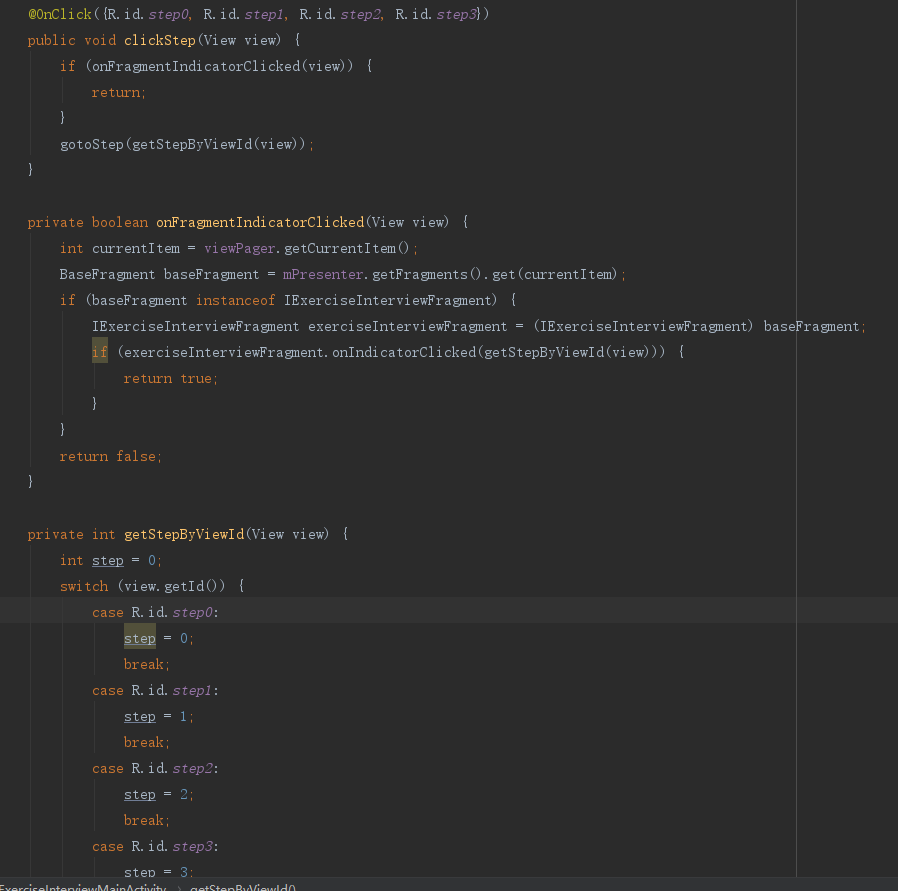 @OnClick({R.id.step0, R.id.step1, R.id.step2, R.id.step3})
public void clickStep(View view) {
    if (onFragmentIndicatorClicked(view)) {
        return;
    }
    gotoStep(getStepByViewId(view));
}

private boolean onFragmentIndicatorClicked(View view) {
    int currentItem = viewPager.getCurrentItem();
    BaseFragment baseFragment = mPresenter.getFragments().get(currentItem);
    if (baseFragment instanceof IExerciseInterviewFragment) {
        IExerciseInterviewFragment exerciseInterviewFragment = (IExerciseInterviewFragment) baseFragment;
        if (exerciseInterviewFragment.onIndicatorClicked(getStepByViewId(view))) {
            return true;
        }
    }
    return false;
}

private int getStepByViewId(View view) {
    int step = 0;
    switch (view.getId()) {
        case R.id.step0:
            step = 0;
            break;
        case R.id.step1:
            step = 1;
            break;
        case R.id.step2:
            step = 2;
            break;
        case R.id.step3:
            step = 3;
ExerciseInterviewMainActivity > getStepByViewId()